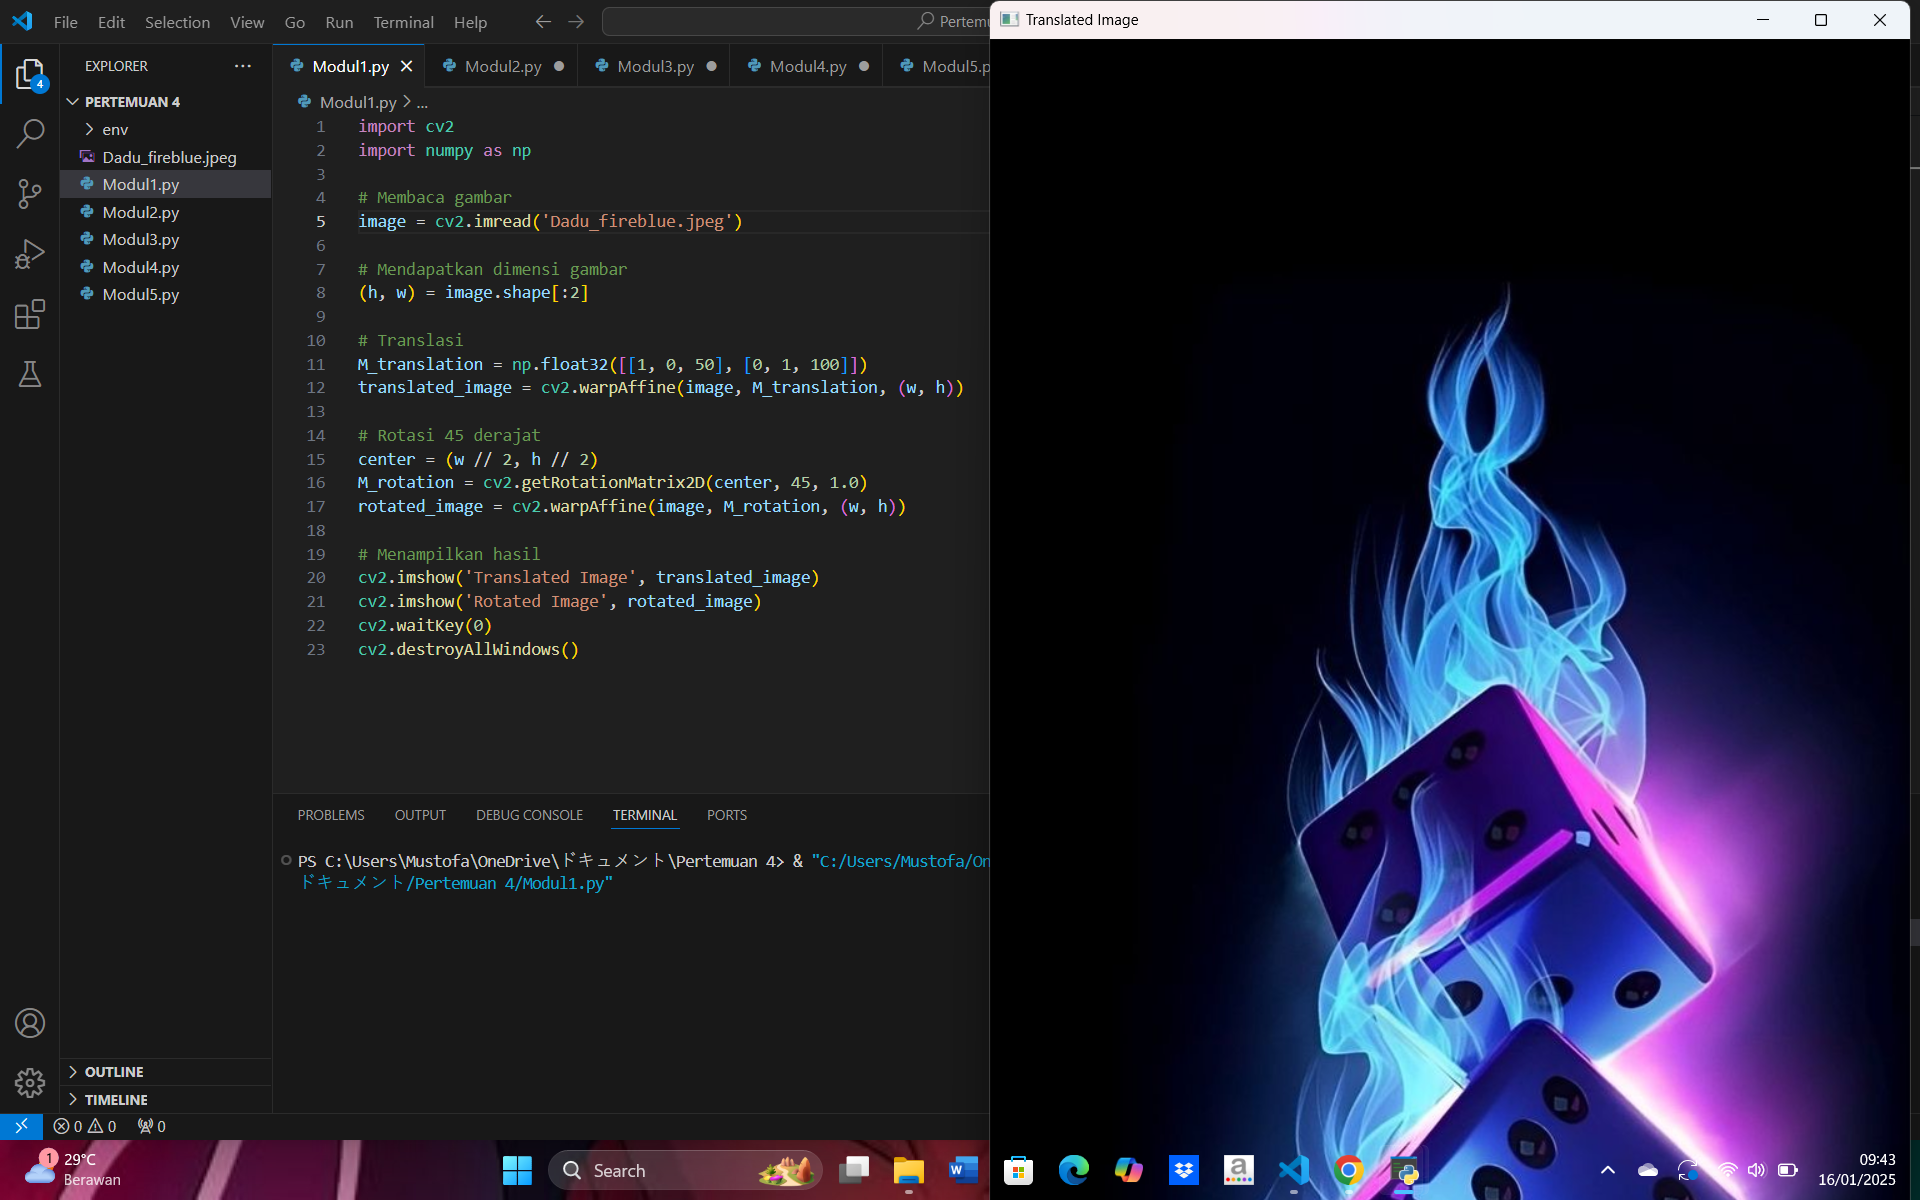 File Edit Selection View Go Run Terminal Help
Pertemu
Translated Image
EXPLORER
4
PERTEMUAN 4
env
Dadu_fireblue.jpeg
Modul1.py
Modul2.py
Modul3.py
Modul4.py
Modul5.py
OUTLINE
TIMELINE
Modul1.py Modul2.py Modul3.py Modul4.py Modul5.p
Modul1.py > ...
1 import cv2
2 import numpy as np
3
4 # Membaca gambar
5 image = cv2.imread('Dadu_fireblue.jpeg')
6
7 # Mendapatkan dimensi gambar
8 (h, w) = image.shape[:2]
9
10 # Translasi
11 M_translation = np.float32([[1, 0, 50], [0, 1, 100]])
12 translated_image = cv2.warpAffine(image, M_translation, (w, h))
13
14 # Rotasi 45 derajat
15 center = (w // 2, h // 2)
16 M_rotation = cv2.getRotationMatrix2D(center, 45, 1.0)
17 rotated_image = cv2.warpAffine(image, M_rotation, (w, h))
18
19 # Menampilkan hasil
20 cv2.imshow('Translated Image', translated_image)
21 cv2.imshow('Rotated Image', rotated_image)
22 cv2.waitKey(0)
23 cv2.destroyAllWindows()
PROBLEMS OUTPUT DEBUG CONSOLE TERMINAL PORTS
PS C:\Users\Mustofa\OneDrive\ドキュメント\Pertemuan 4> & "C:/Users/Mustofa/On
ドキュメント/Pertemuan 4/Modul1.py"
0 0 0
1
29°C
Berawan
Search
W
a
09:43
16/01/2025